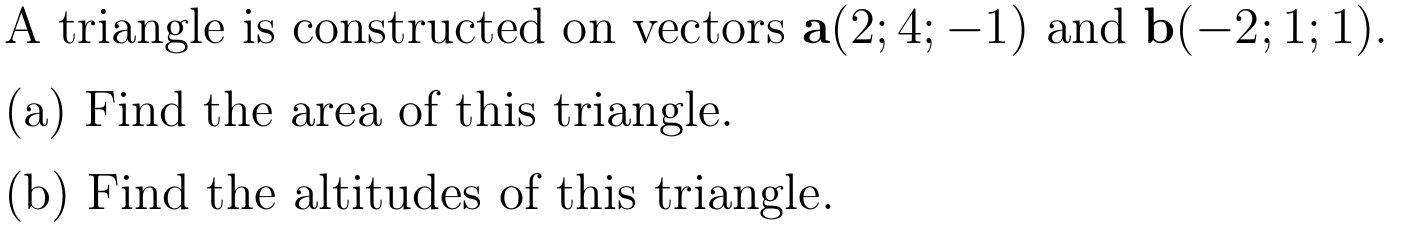 A triangle is constructed on vectors a(2; 4; −1) and b(−2; 1; 1).
(a) Find the area of this triangle.
(b) Find the altitudes of this triangle.